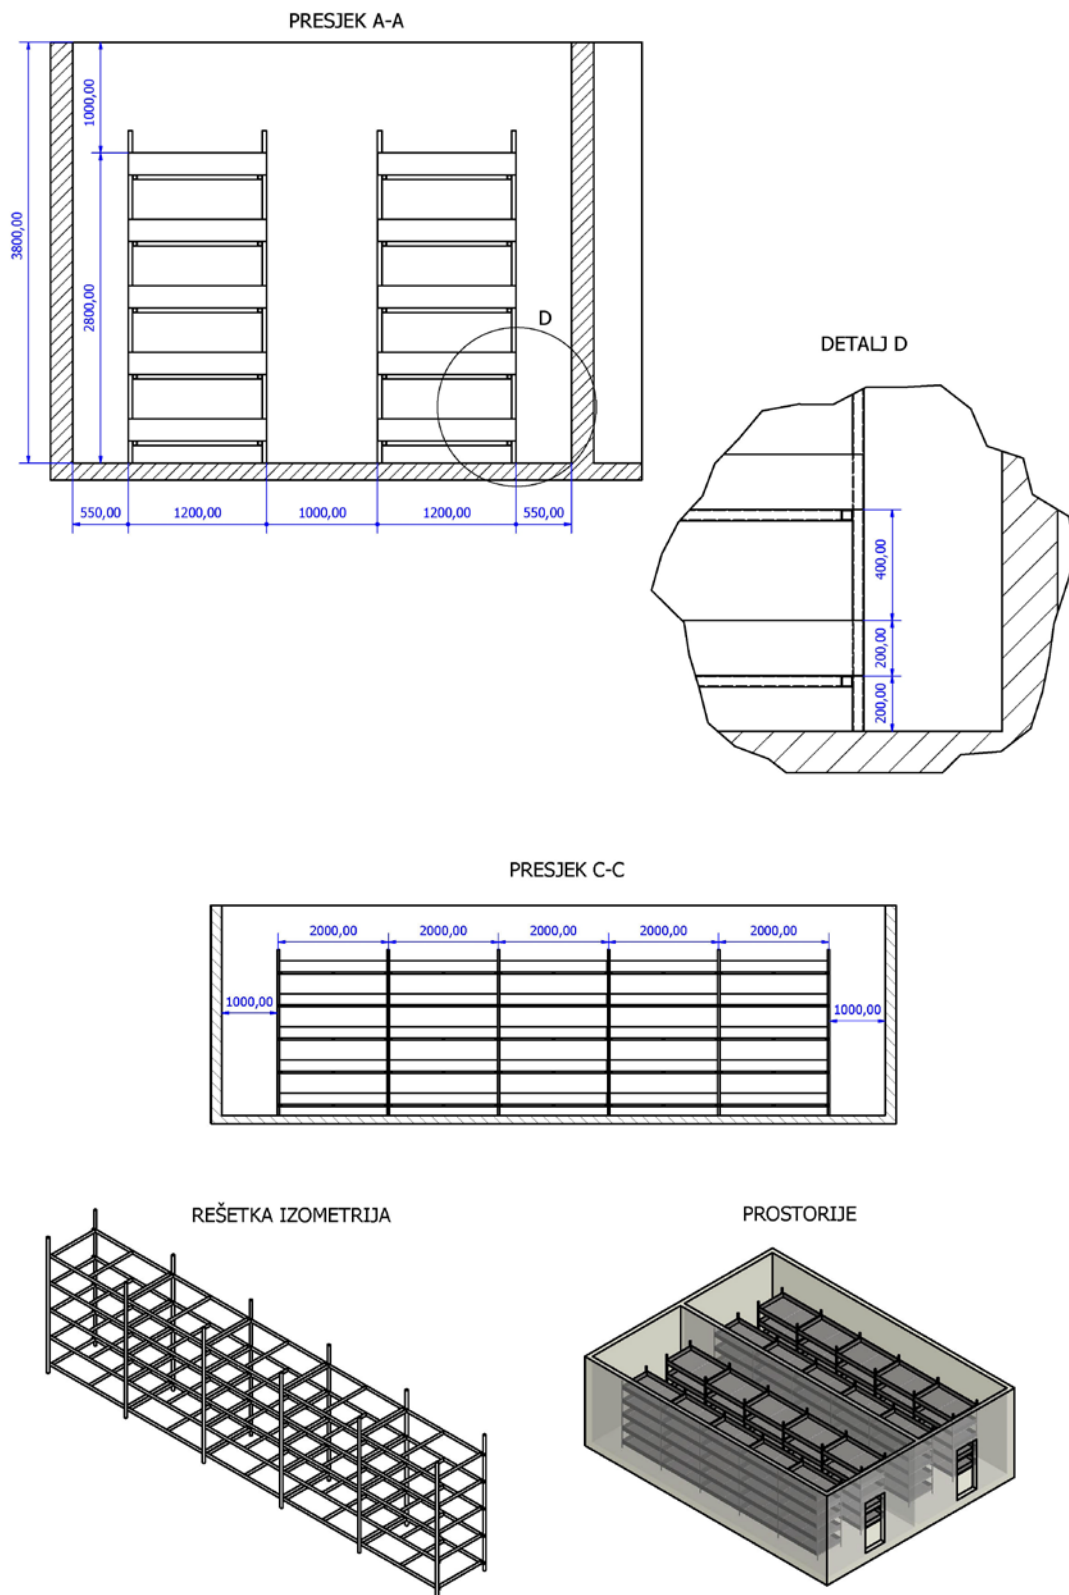 PRESJEK A-A
1000,00
3800,00
2800,00
D
550,00 1200,00 1000,00 1200,00 550,00
DETALJ D
400,00
200,00
200,00
PRESJEK C-C
2000,00 2000,00 2000,00 2000,00 2000,00
1000,00 1000,00
REŠETKA IZOMETRIJA
PROSTORIJE